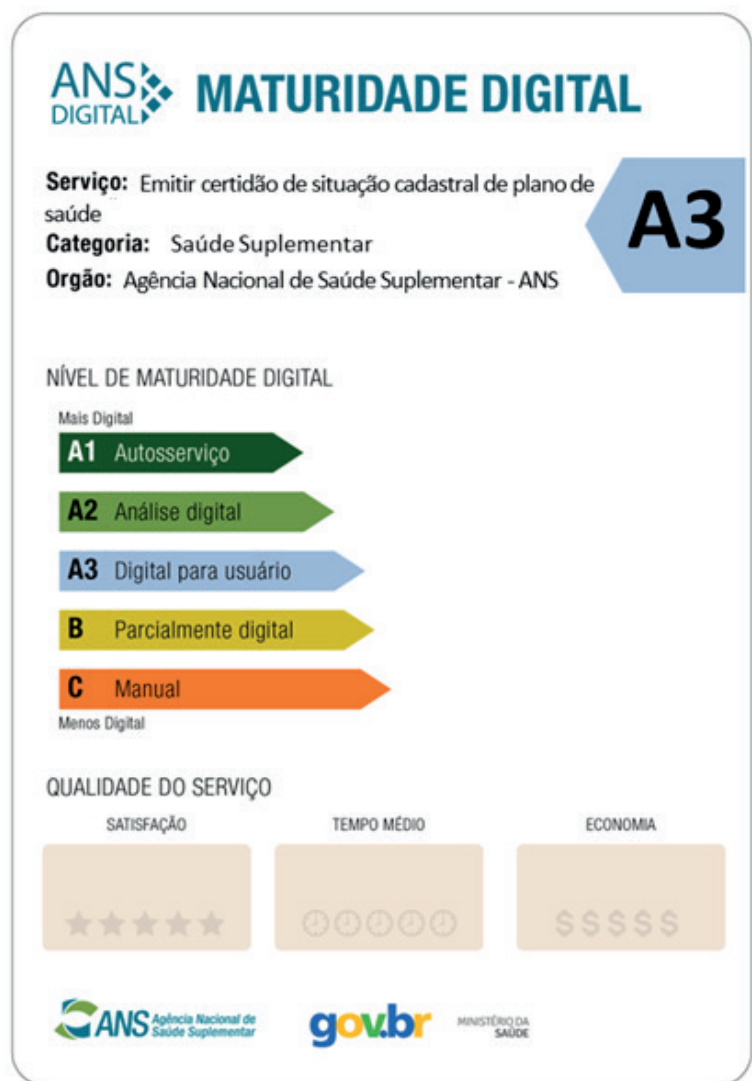 ANS
DIGITAL
MATURIDADE DIGITAL
Serviço: Emitir certidão de situação cadastral de plano de
saúde
A3
Categoria: Saúde Suplementar
Orgão: Agência Nacional de Saúde Suplementar - ANS
NÍVEL DE MATURIDADE DIGITAL
Mais Digital
A1 Autosserviço
A2 Análise digital
A3 Digital para usuário
B Parcialmente digital
C Manual
Menos Digital
QUALIDADE DO SERVIÇO
SATISFAÇÃO TEMPO MÉDIO ECONOMIA
$$$$$
ANS Agência Nacional de
Saúde Suplementar
gov.br
MINISTÉRIO DA
SAÚDE